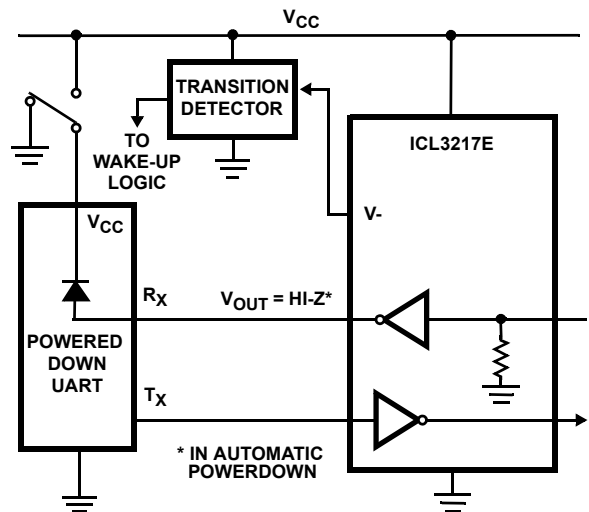 VCC
TRANSITION
DETECTOR
TO
WAKE-UP
LOGIC
ICL3217E
V-
VCC
RX
VOUT = HI-Z*
POWERED
DOWN
UART
TX
* IN AUTOMATIC
POWERDOWN